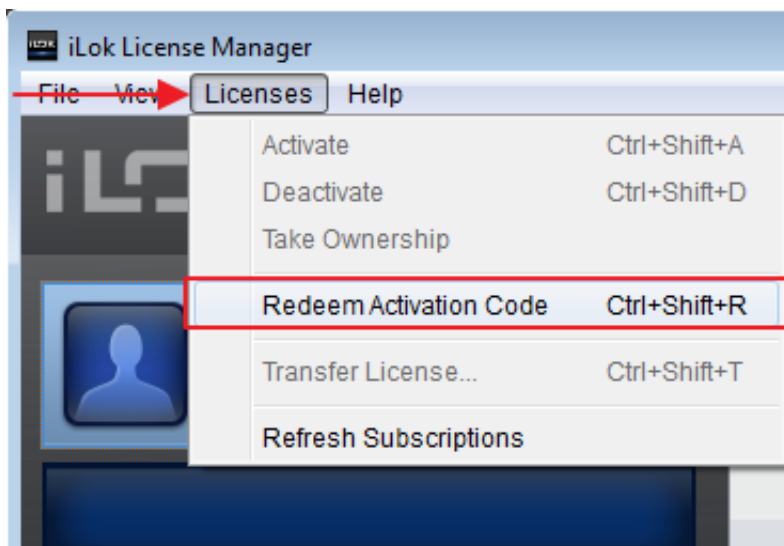 iLok License Manager
File View Licenses Help
Activate Ctrl+Shift+A
Deactivate Ctrl+Shift+D
Take Ownership
Redeem Activation Code Ctrl+Shift+R
Transfer License... Ctrl+Shift+T
Refresh Subscriptions